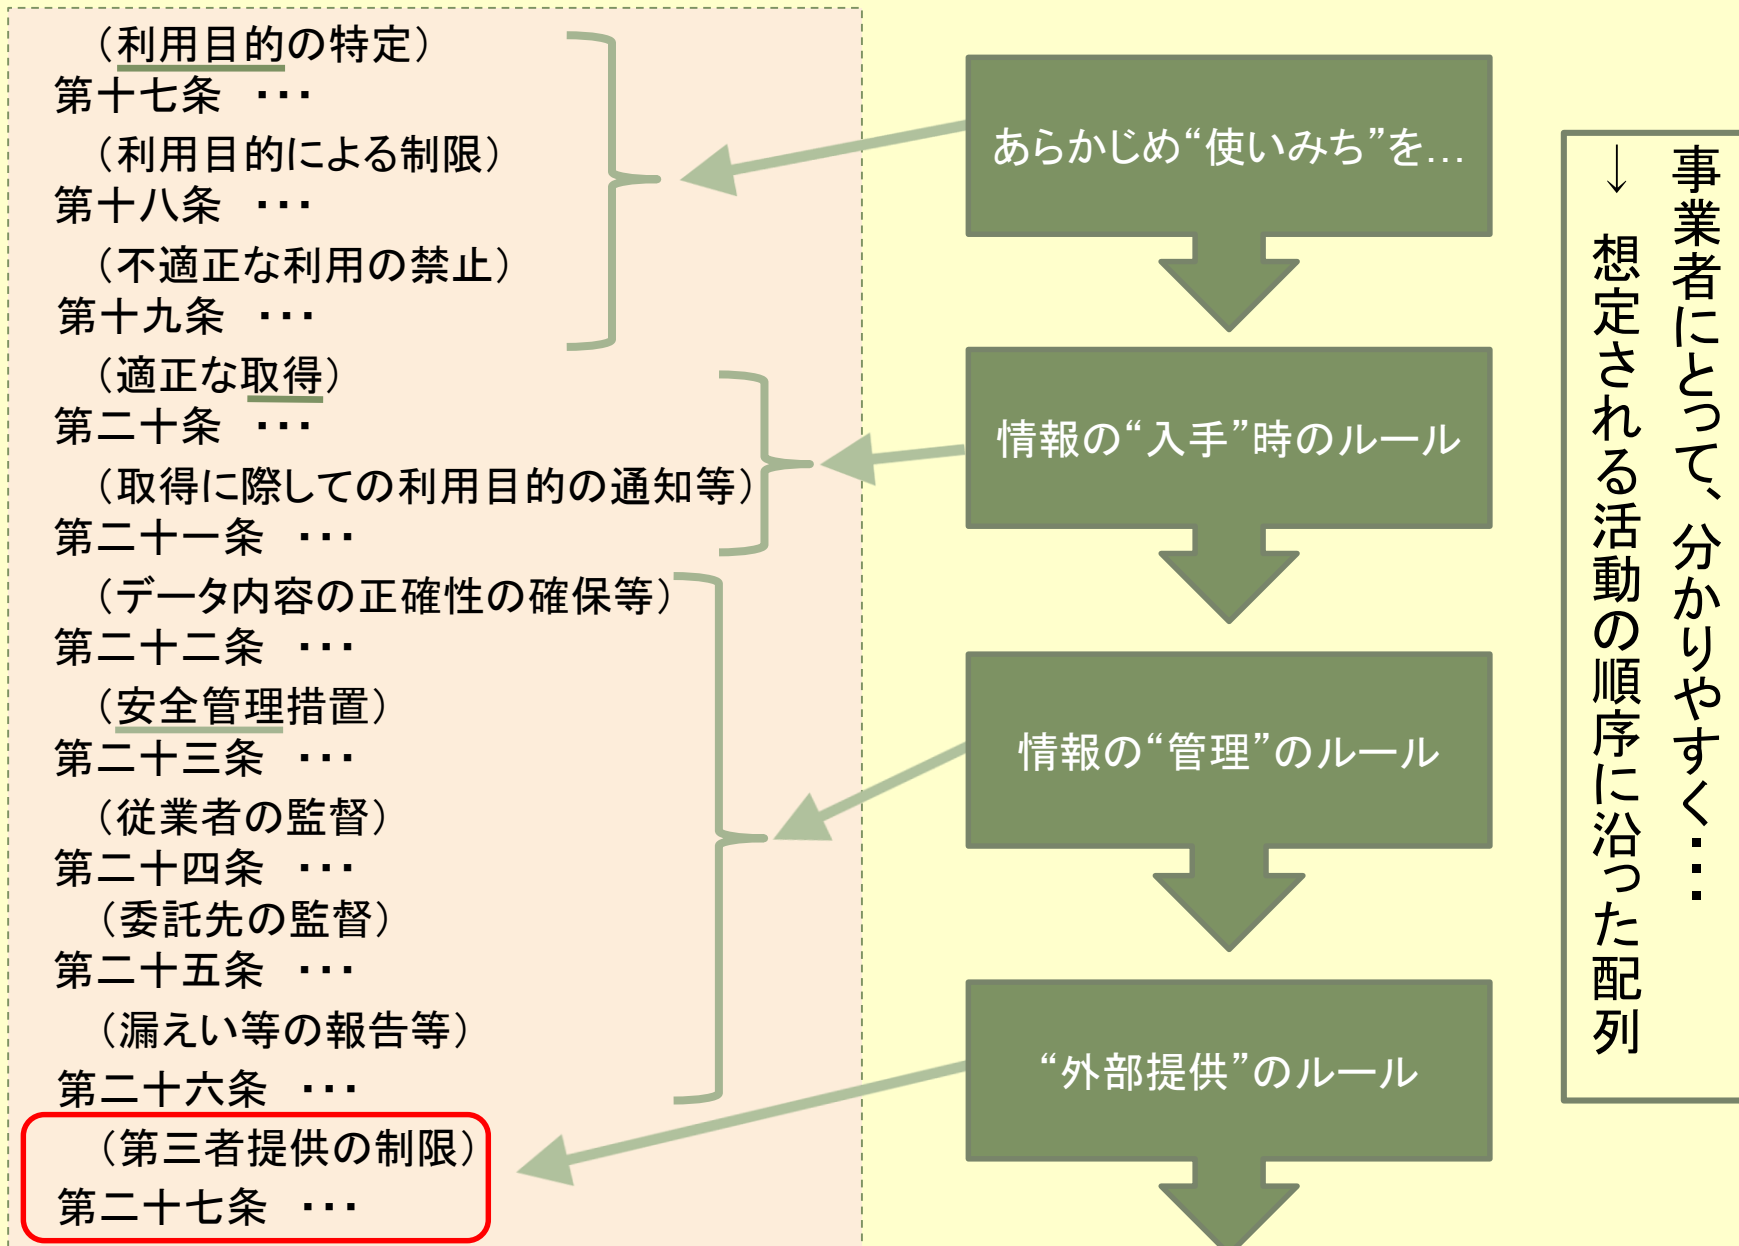 （利用目的の特定）
第十七条　・・・
（利用目的による制限）
第十八条　・・・
（不適正な利用の禁止）
第十九条　・・・
（適正な取得）
第二十条　・・・
（取得に際しての利用目的の通知等）
第二十一条　・・・
（データ内容の正確性の確保等）
第二十二条　・・・
（安全管理措置）
第二十三条　・・・
（従業者の監督）
第二十四条　・・・
（委託先の監督）
第二十五条　・・・
（漏えい等の報告等）
第二十六条　・・・
（第三者提供の制限）
第二十七条　・・・
あらかじめ“使いみち”を…
情報の“入手”時のルール
情報の“管理”のルール
“外部提供”のルール
事業者にとって、分かりやすく・・・
→　想定される活動の順序に沿った配列